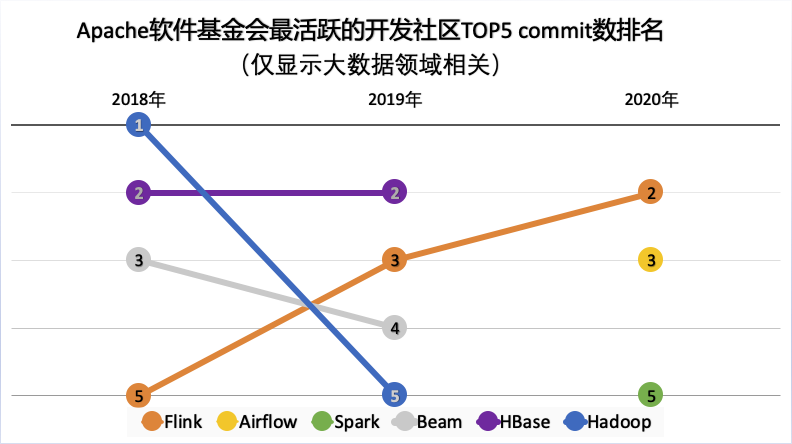 Apache软件基金会最活跃的开发社区TOP5 commit数排名
（仅显示大数据领域相关）
2018年 2019年 2020年
1
2 2 2
3 3 3
4
5 5 5
Flink Airflow Spark Beam HBase Hadoop